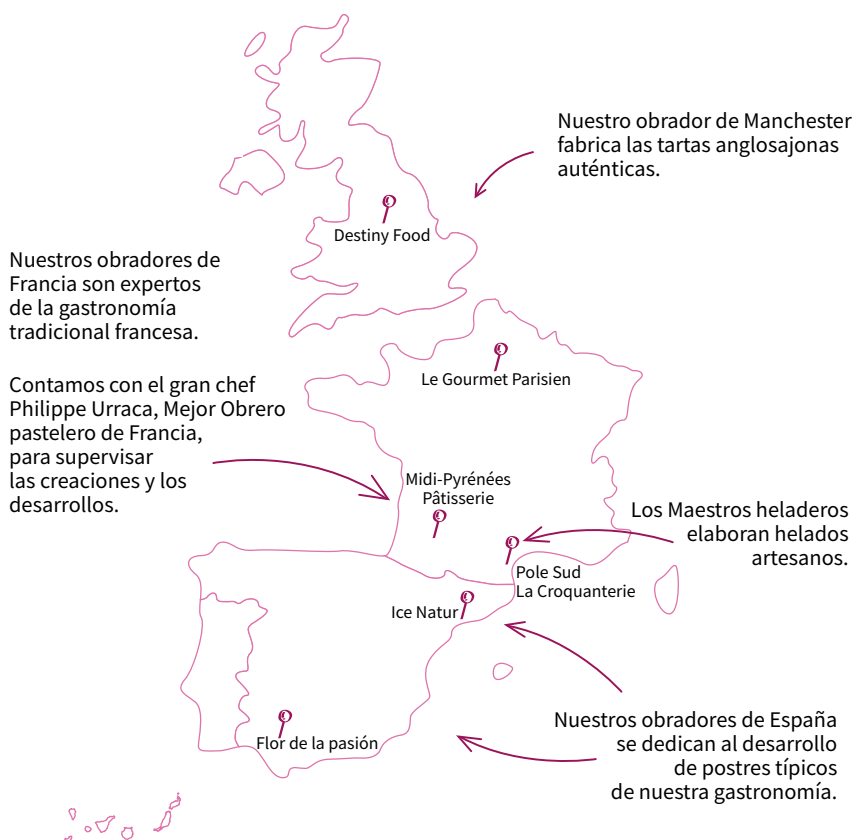 Nuestro obrador de Manchester
fabrica las tartas anglosajonas
auténticas.
Destiny Food
Nuestros obradores de
Francia son expertos
de la gastronomía
tradicional francesa.
Le Gourmet Parisien
Contamos con el gran chef
Philippe Urraca, Mejor Obrero
pastelero de Francia,
para supervisar
las creaciones y los
desarrollos.
Midi-Pyrénées
Pâtisserie
Los Maestros heladeros
elaboran helados
artesanos.
Pole Sud
La Croquanterie
Ice Natur
Flor de la pasión
Nuestros obradores de España
se dedican al desarrollo
de postres típicos
de nuestra gastronomía.